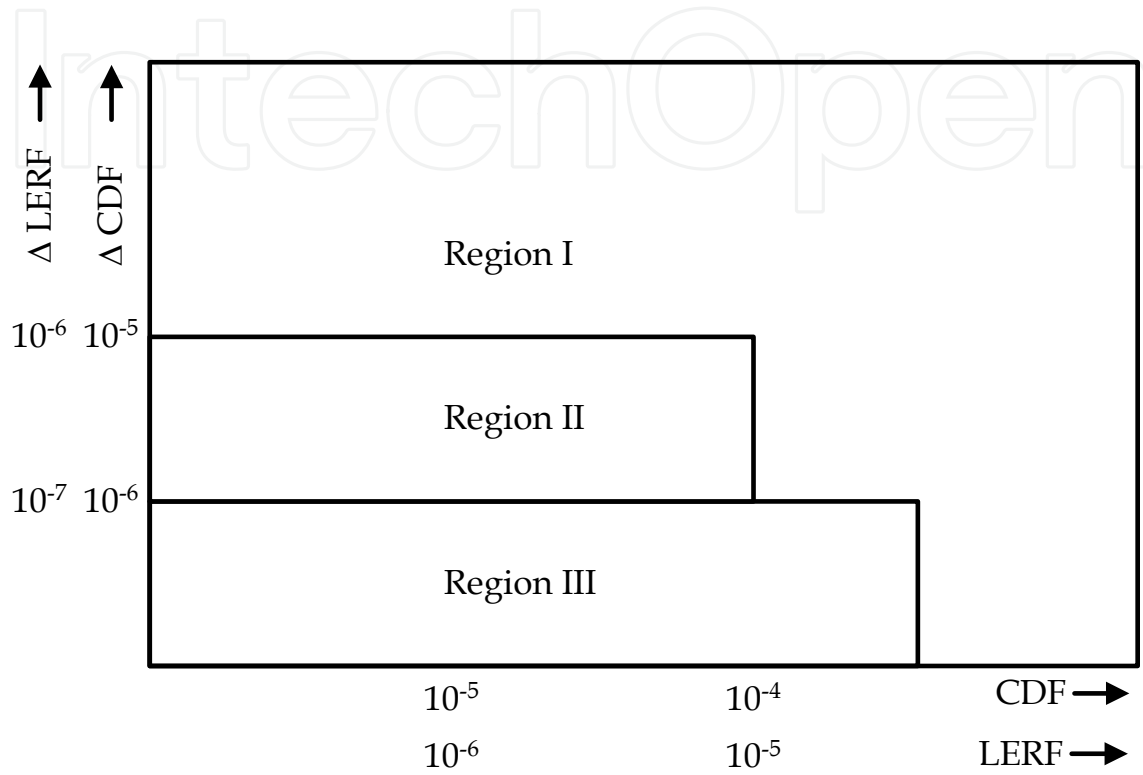 IntechOpen
Δ LERF
Δ CDF
Region I
10⁻⁶ 10⁻⁵
Region II
10⁻⁷ 10⁻⁶
Region III
10⁻⁵ 10⁻⁴ CDF
10⁻⁶ 10⁻⁵ LERF